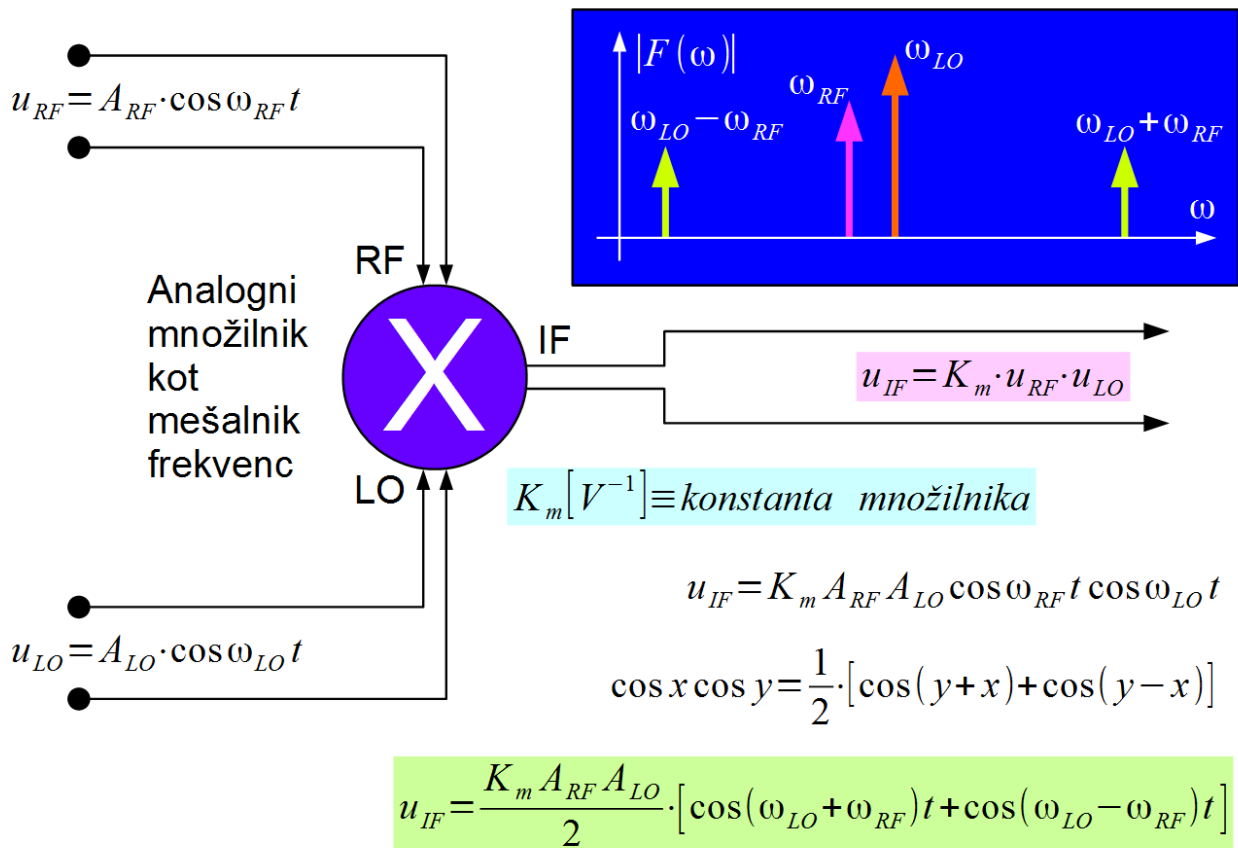 u_RF = A_RF·cos ω_RF t
|F(ω)|
ω_LO
ω_RF
ω_LO − ω_RF
ω_LO + ω_RF
ω
RF
Analogni
množilnik
kot
mešalnik
frekvenc
X
IF
u_IF = K_m·u_RF·u_LO
LO
K_m[V⁻¹] ≡ konstanta množilnika
u_IF = K_m A_RF A_LO cos ω_RF t cos ω_LO t
u_LO = A_LO·cos ω_LO t
cos x cos y = 1/2·[cos(y+x)+cos(y−x)]
u_IF = K_m A_RF A_LO/2·[cos(ω_LO+ω_RF)t+cos(ω_LO−ω_RF)t]